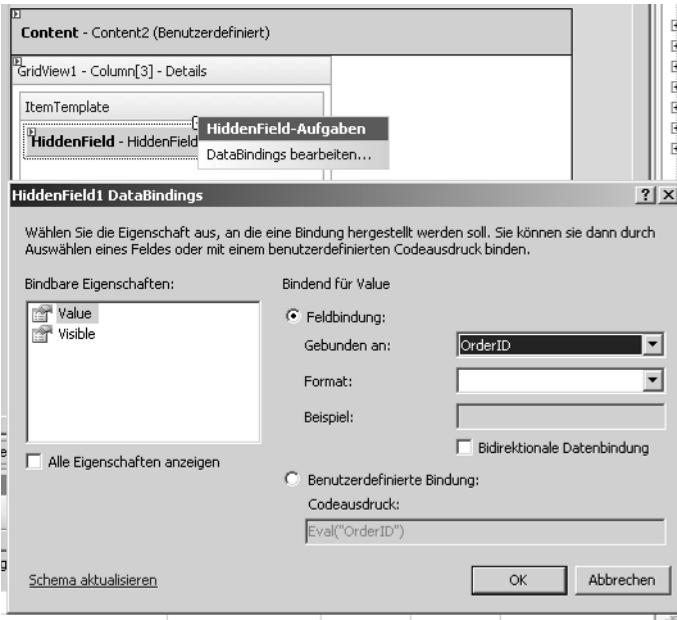 Content - Content2 (Benutzerdefiniert)
GridView1 - Column[3] - Details
ItemTemplate
HiddenField - HiddenField
HiddenField-Aufgaben
DataBindings bearbeiten...
HiddenField1 DataBindings
Wählen Sie die Eigenschaft aus, an die eine Bindung hergestellt werden soll. Sie können sie dann durch
Auswählen eines Feldes oder mit einem benutzerdefinierten Codeausdruck binden.
Bindbare Eigenschaften:
Value
Visible
Alle Eigenschaften anzeigen
Bindend für Value
Feldbindung:
Gebunden an:
OrderID
Format:
Beispiel:
Bidirektionale Datenbindung
Benutzerdefinierte Bindung:
Codeausdruck:
Eval("OrderID")
Schema aktualisieren
OK
Abbrechen